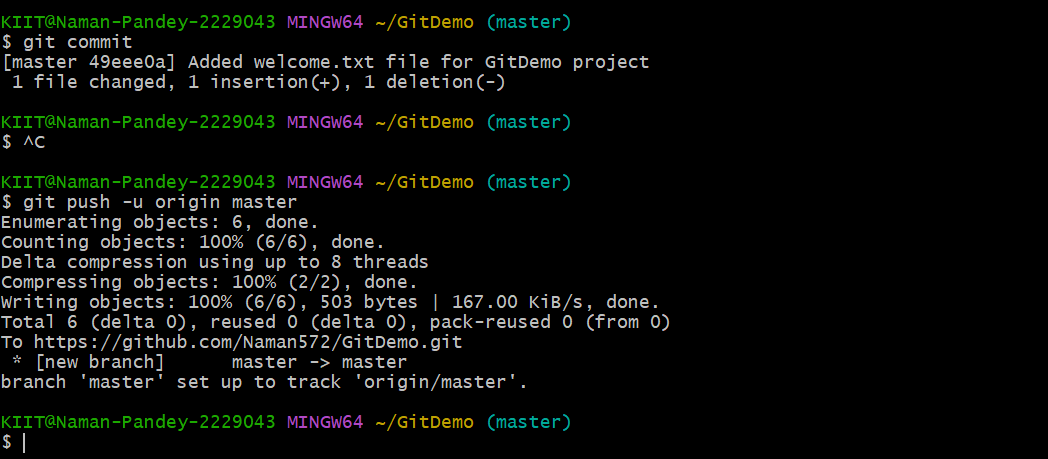 KIIT@Naman-Pandey-2229043 MINGW64 ~/GitDemo (master)
$ git commit
[master 49eee0a] Added welcome.txt file for GitDemo project
 1 file changed, 1 insertion(+), 1 deletion(-)

KIIT@Naman-Pandey-2229043 MINGW64 ~/GitDemo (master)
$ ^C

KIIT@Naman-Pandey-2229043 MINGW64 ~/GitDemo (master)
$ git push -u origin master
Enumerating objects: 6, done.
Counting objects: 100% (6/6), done.
Delta compression using up to 8 threads
Compressing objects: 100% (2/2), done.
Writing objects: 100% (6/6), 503 bytes | 167.00 KiB/s, done.
Total 6 (delta 0), reused 0 (delta 0), pack-reused 0 (from 0)
To https://github.com/Naman572/GitDemo.git
 * [new branch]      master -> master
branch 'master' set up to track 'origin/master'.

KIIT@Naman-Pandey-2229043 MINGW64 ~/GitDemo (master)
$